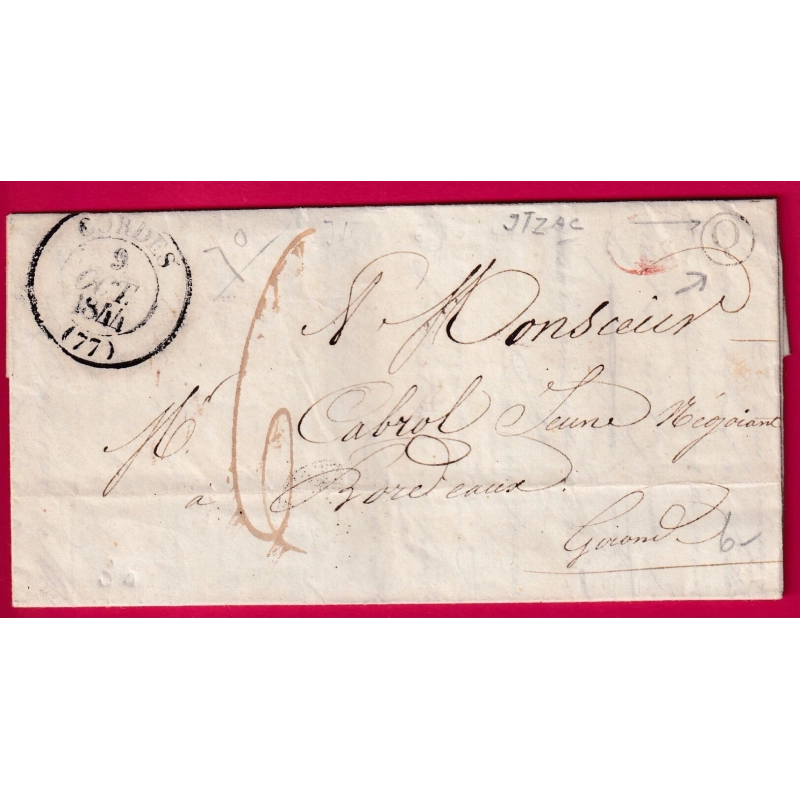 CORDES
9
OCT.
1844
(77)
ITZAC
O
6
A Monsieur
Mr Cabrol Jeune Négociant
à Bordeaux.
Gironde
6-